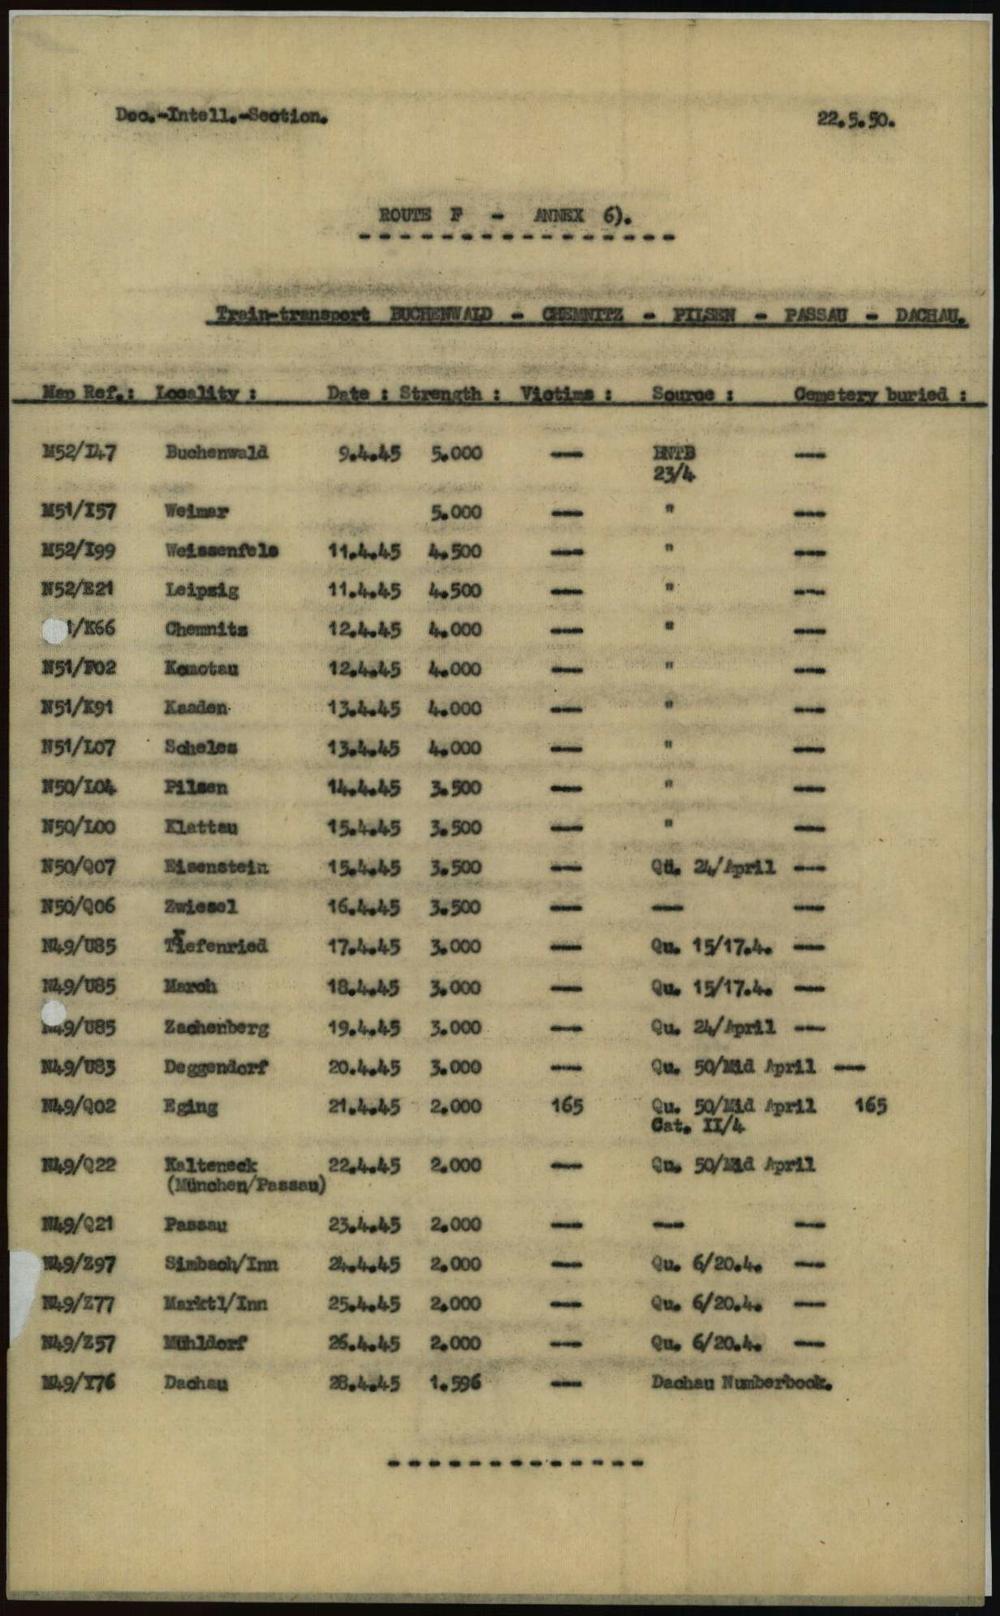 Doc.-Intell.-Section. 22.5.50.
ROUTE F - ANNEX 6).
Train-transport BUCHENWALD - CHEMNITZ - PILSEN - PASSAU - DACHAU.
Map Ref.: Locality : Date : Strength : Victims : Source : Cemetery buried :
M52/I47 Buchenwald 9.4.45 5.000 — ENTB —
23/4
M51/I57 Weimar 5.000 — " —
M52/I99 Weissenfels 11.4.45 4.500 — " —
N52/E21 Leipzig 11.4.45 4.500 — " —
1/K66 Chemnitz 12.4.45 4.000 — " —
N51/F02 Komotau 12.4.45 4.000 — " —
N51/K91 Kaaden 13.4.45 4.000 — " —
N51/L07 Scheles 13.4.45 4.000 — " —
N50/L04 Pilsen 14.4.45 3.500 — " —
N50/L00 Klattau 15.4.45 3.500 — " —
N50/Q07 Eisenstein 15.4.45 3.500 — Qu. 24/April —
N50/Q06 Zwiesel 16.4.45 3.500 — — —
N49/U85 Tiefenried 17.4.45 3.000 — Qu. 15/17.4. —
N49/U85 March 18.4.45 3.000 — Qu. 15/17.4. —
N49/U85 Zachenberg 19.4.45 3.000 — Qu. 24/April —
N49/U83 Deggendorf 20.4.45 3.000 — Qu. 50/Mid April —
N49/Q02 Eging 21.4.45 2.000 165 Qu. 50/Mid April 165
Cat. II/4
N49/Q22 Kalteneck 22.4.45 2.000 — Qu. 50/Mid April
(München/Passau)
N49/Q21 Passau 23.4.45 2.000 — — —
N49/Z97 Simbach/Inn 24.4.45 2.000 — Qu. 6/20.4. —
N49/Z77 Marktl/Inn 25.4.45 2.000 — Qu. 6/20.4. —
N49/Z57 Mühldorf 26.4.45 2.000 — Qu. 6/20.4. —
N49/Y76 Dachau 28.4.45 1.596 — Dachau Numberbook.